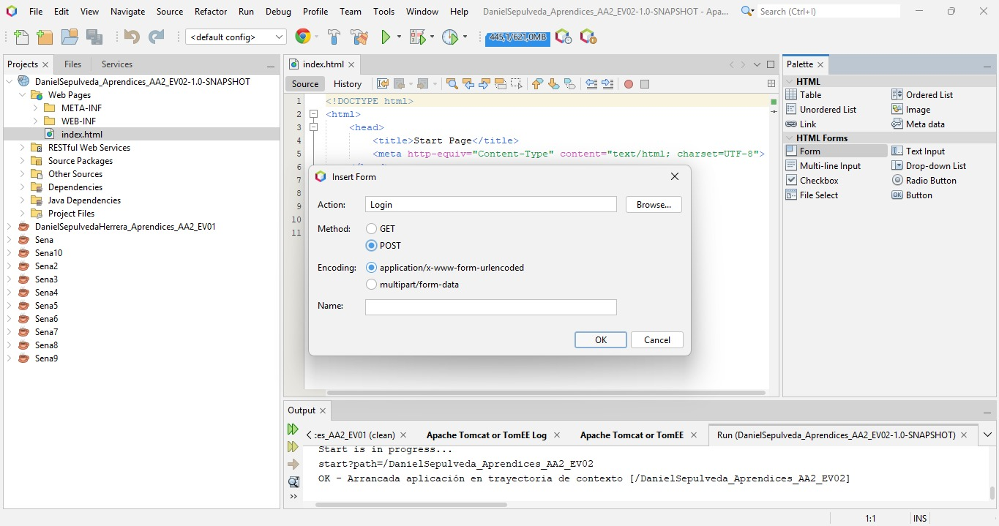 File Edit View Navigate Source Refactor Run Debug Profile Team Tools Window Help DanielSepulveda_Aprendices_AA2_EV02-1.0-SNAPSHOT - Apa... Search (Ctrl+I)
<default config> 445,1/621,0MB
Projects Files Services
DanielSepulveda_Aprendices_AA2_EV02-1.0-SNAPSHOT
Web Pages
META-INF
WEB-INF
index.html
RESTful Web Services
Source Packages
Other Sources
Dependencies
Java Dependencies
Project Files
DanielSepulvedaHerrera_Aprendices_AA2_EV01
Sena
Sena10
Sena2
Sena3
Sena4
Sena5
Sena6
Sena7
Sena8
Sena9
index.html
Source History
1 <!DOCTYPE html>
2 <html>
3 <head>
4 <title>Start Page</title>
5 <meta http-equiv="Content-Type" content="text/html; charset=UTF-8">
6
7
8
9
10
11
Insert Form
Action: Login Browse...
Method: GET
POST
Encoding: application/x-www-form-urlencoded
multipart/form-data
Name:
OK Cancel
Palette
HTML
Table Ordered List
Unordered List Image
Link Meta data
HTML Forms
Form Text Input
Multi-line Input Drop-down List
Checkbox Radio Button
File Select OK Button
Output
:es_AA2_EV01 (clean) Apache Tomcat or TomEE Log Apache Tomcat or TomEE Run (DanielSepulveda_Aprendices_AA2_EV02-1.0-SNAPSHOT)
Start is in progress...
start?path=/DanielSepulveda_Aprendices_AA2_EV02
OK - Arrancada aplicación en trayectoria de contexto [/DanielSepulveda_Aprendices_AA2_EV02]
1:1 INS